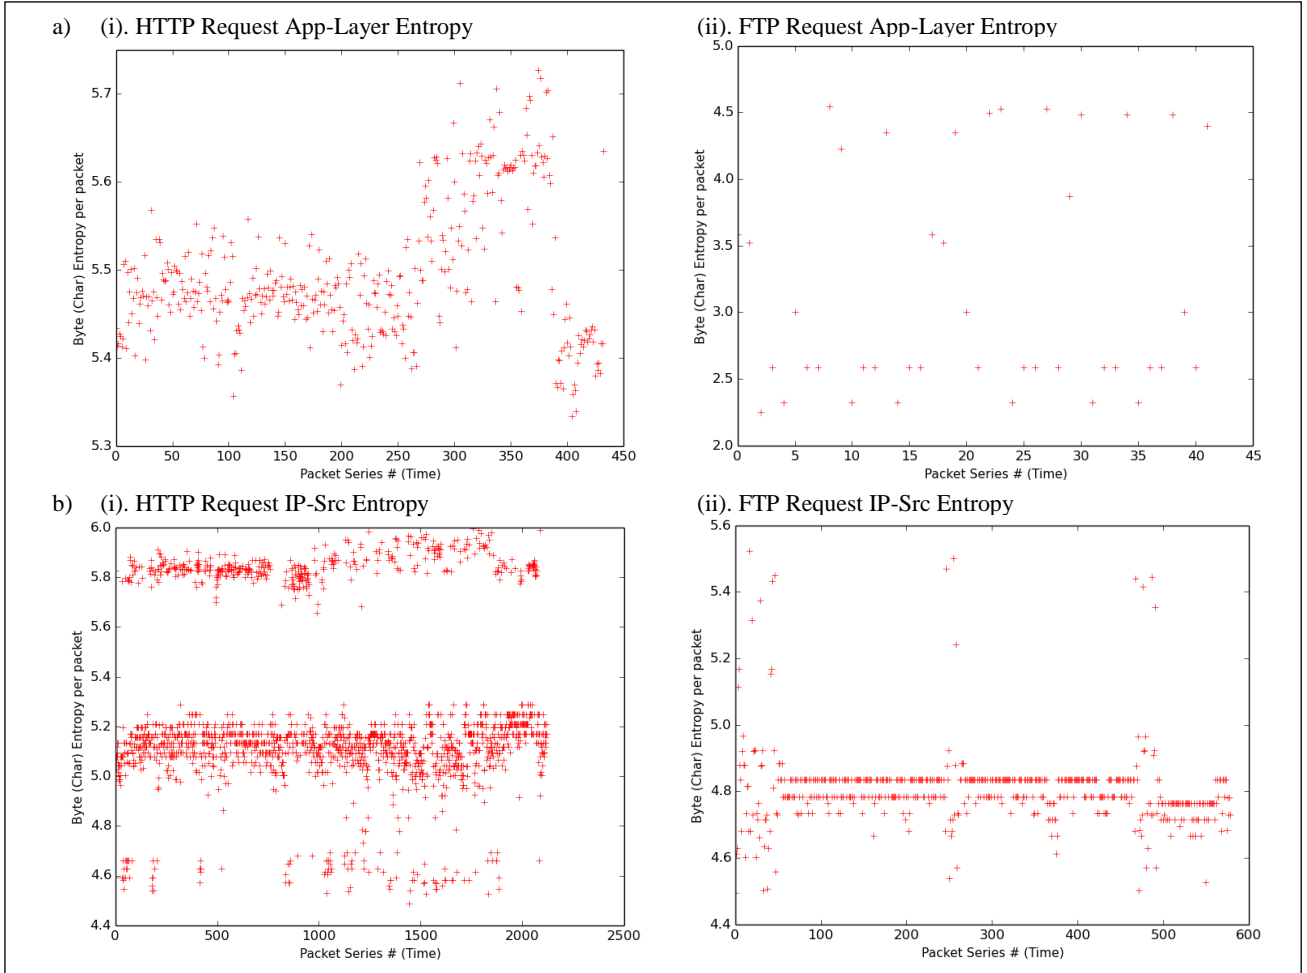 a) (i). HTTP Request App-Layer Entropy
5.7
5.6
5.5
5.4
5.3
Byte (Char) Entropy per packet
0 50 100 150 200 250 300 350 400 450
Packet Series # (Time)
(ii). FTP Request App-Layer Entropy
5.0
4.5
4.0
3.5
3.0
2.5
2.0
Byte (Char) Entropy per packet
0 5 10 15 20 25 30 35 40 45
Packet Series # (Time)
b) (i). HTTP Request IP-Src Entropy
6.0
5.8
5.6
5.4
5.2
5.0
4.8
4.6
4.4
Byte (Char) Entropy per packet
0 500 1000 1500 2000 2500
Packet Series # (Time)
(ii). FTP Request IP-Src Entropy
5.6
5.4
5.2
5.0
4.8
4.6
4.4
Byte (Char) Entropy per packet
0 100 200 300 400 500 600
Packet Series # (Time)